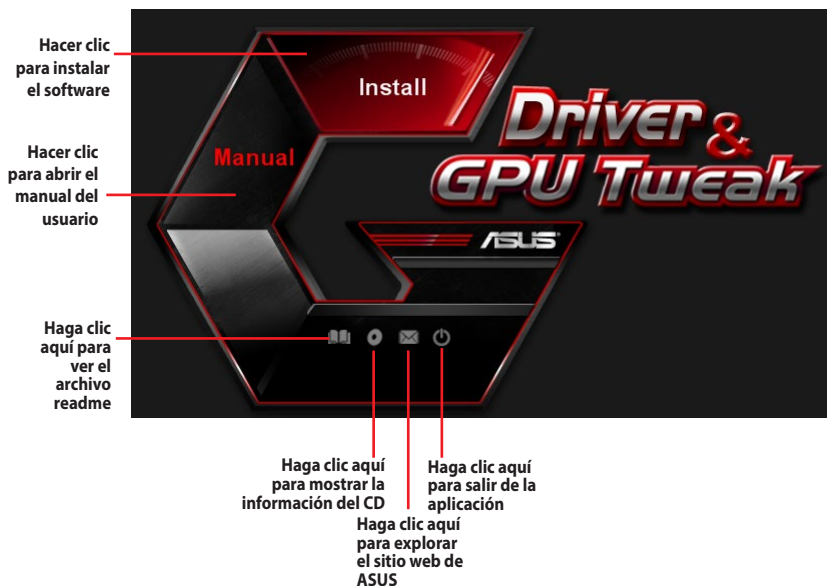 Hacer clic
para instalar
el software
Install
Driver &
GPU Tweak
Manual
Hacer clic
para abrir el
manual del
usuario
ASUS
Haga clic
aquí para
ver el
archivo
readme
Haga clic aquí
para mostrar la
información del CD
Haga clic aquí
para explorar
el sitio web de
ASUS
Haga clic aquí
para salir de la
aplicación